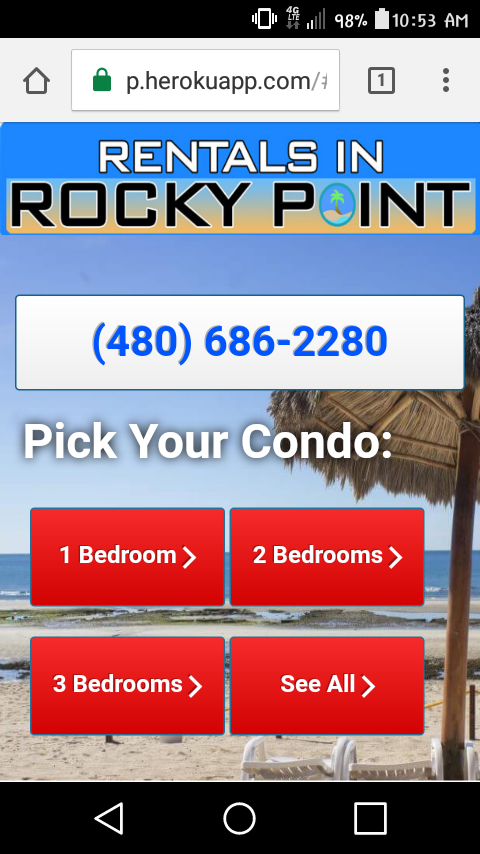 4G
LTE
98% 10:53 AM
p.herokuapp.com/#
1
RENTALS IN
ROCKY POINT
(480) 686-2280
Pick Your Condo:
1 Bedroom
2 Bedrooms
3 Bedrooms
See All